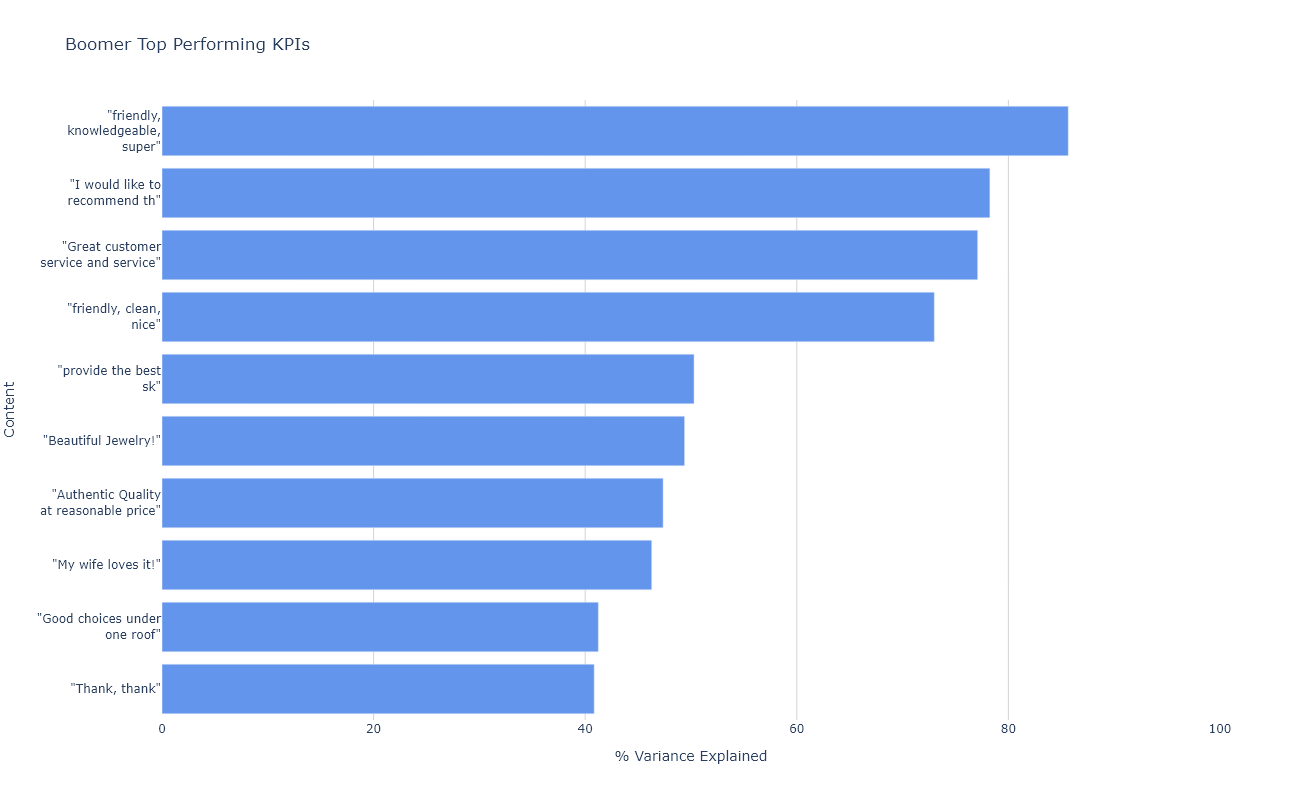 Boomer Top Performing KPIs
"friendly,
knowledgeable,
super"
"I would like to
recommend th"
"Great customer
service and service"
"friendly, clean,
nice"
"provide the best
sk"
"Beautiful Jewelry!"
"Authentic Quality
at reasonable price"
"My wife loves it!"
"Good choices under
one roof"
"Thank, thank"
Content
0 20 40 60 80 100
% Variance Explained